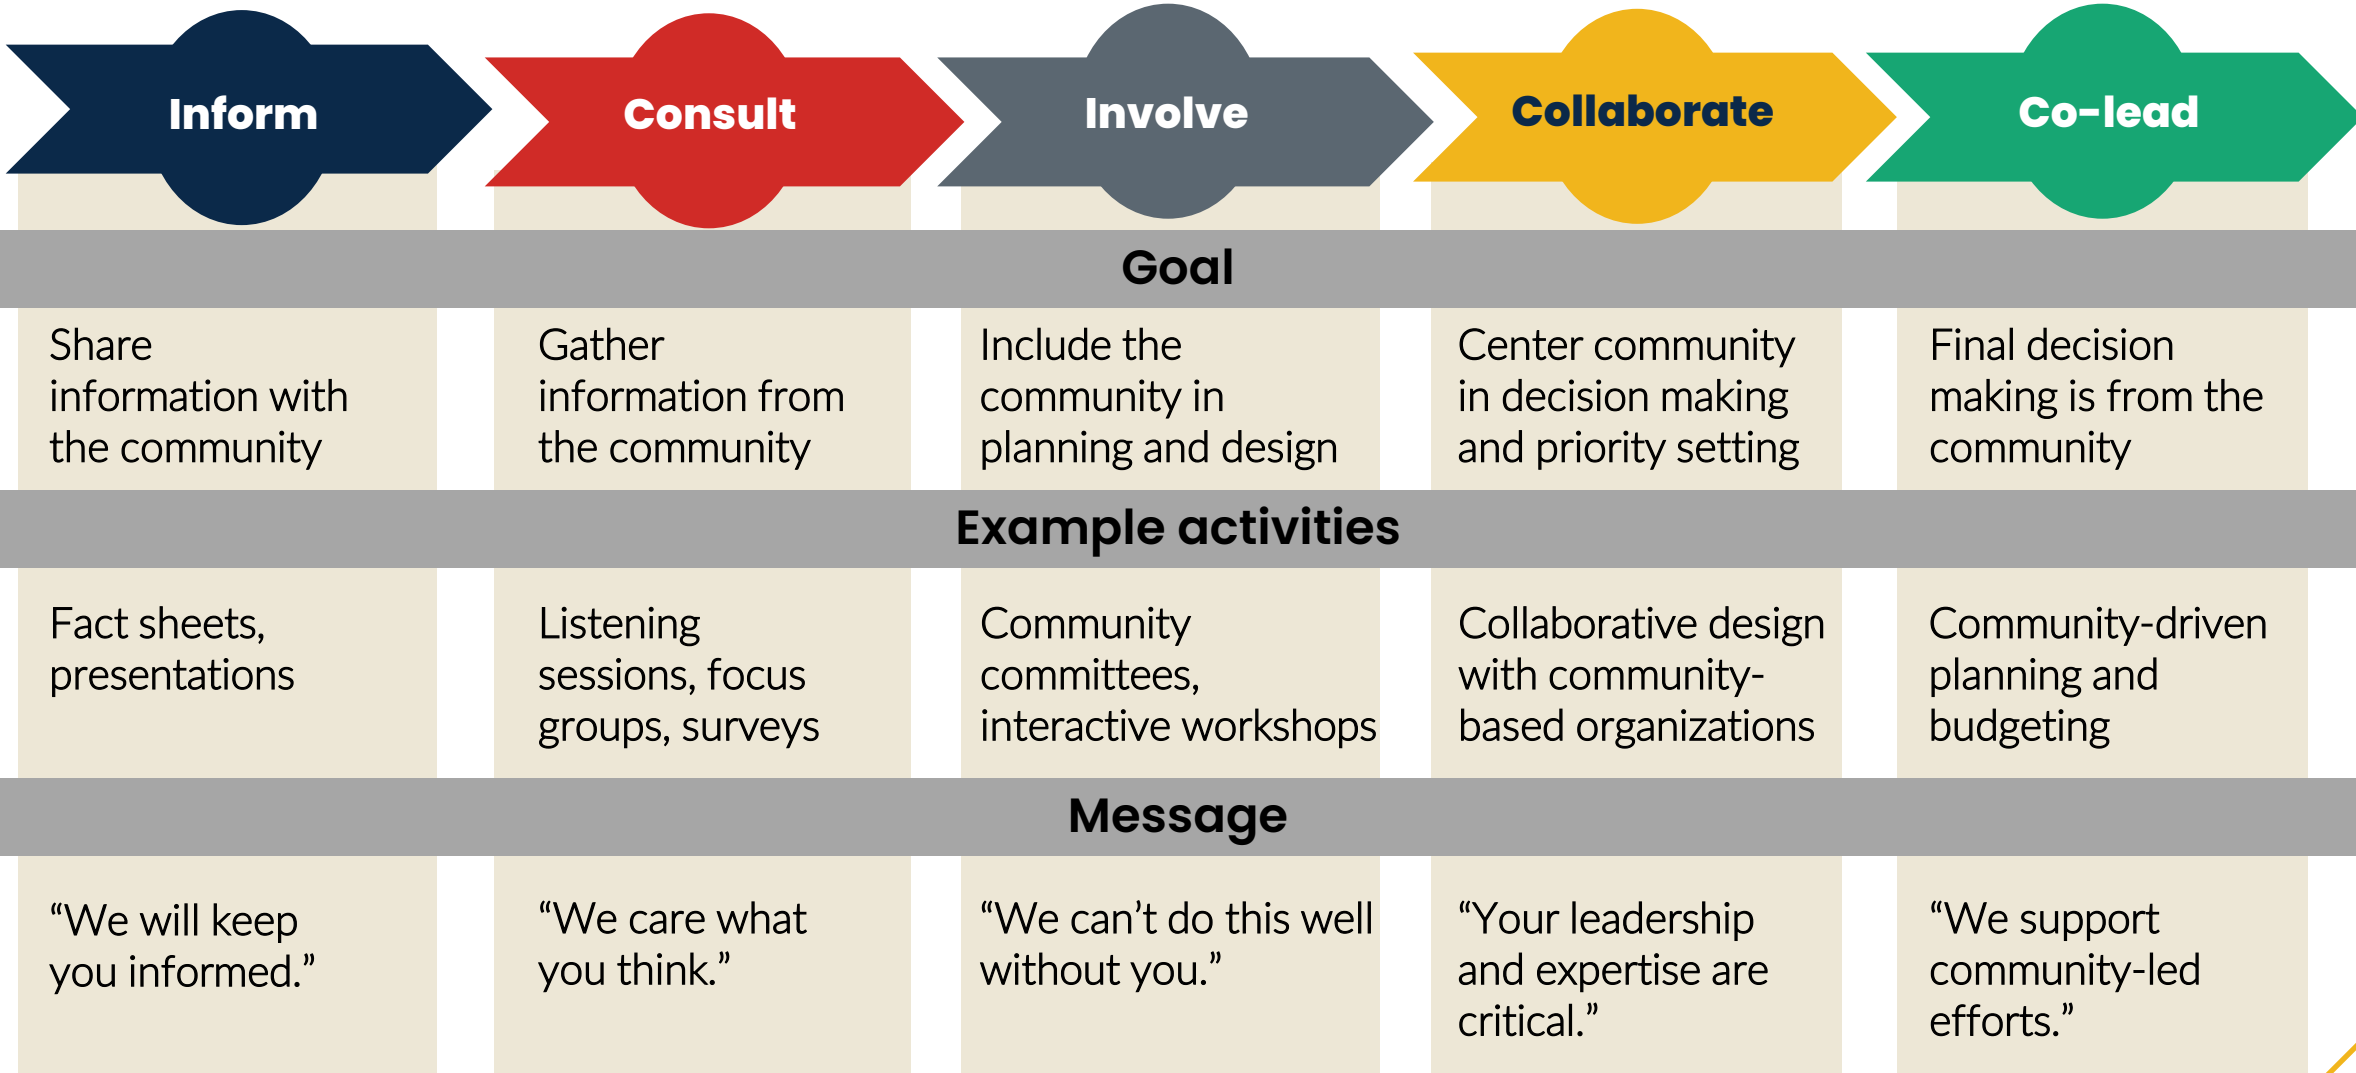 Inform
Consult
Involve
Collaborate
Co-lead
Goal
Share
information with
the community
Gather
information from
the community
Include the
community in
planning and design
Center community
in decision making
and priority setting
Final decision
making is from the
community
Example activities
Fact sheets,
presentations
Listening
sessions, focus
groups, surveys
Community
committees,
interactive workshops
Collaborative design
with community-
based organizations
Community-driven
planning and
budgeting
Message
“We will keep
you informed.”
“We care what
you think.”
“We can’t do this well
without you.”
“Your leadership
and expertise are
critical.”
“We support
community-led
efforts.”